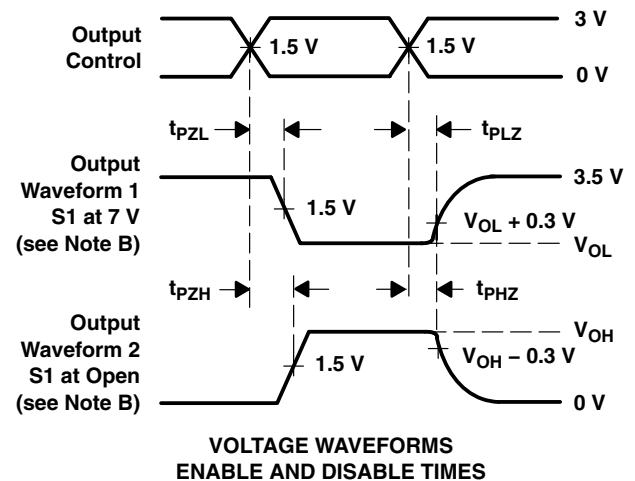 Output
Control
1.5 V
1.5 V
3 V
0 V
tPZL
tPLZ
Output
Waveform 1
S1 at 7 V
(see Note B)
1.5 V
3.5 V
VOL + 0.3 V
VOL
tPZH
tPHZ
Output
Waveform 2
S1 at Open
(see Note B)
1.5 V
VOH
VOH − 0.3 V
0 V
VOLTAGE WAVEFORMS
ENABLE AND DISABLE TIMES